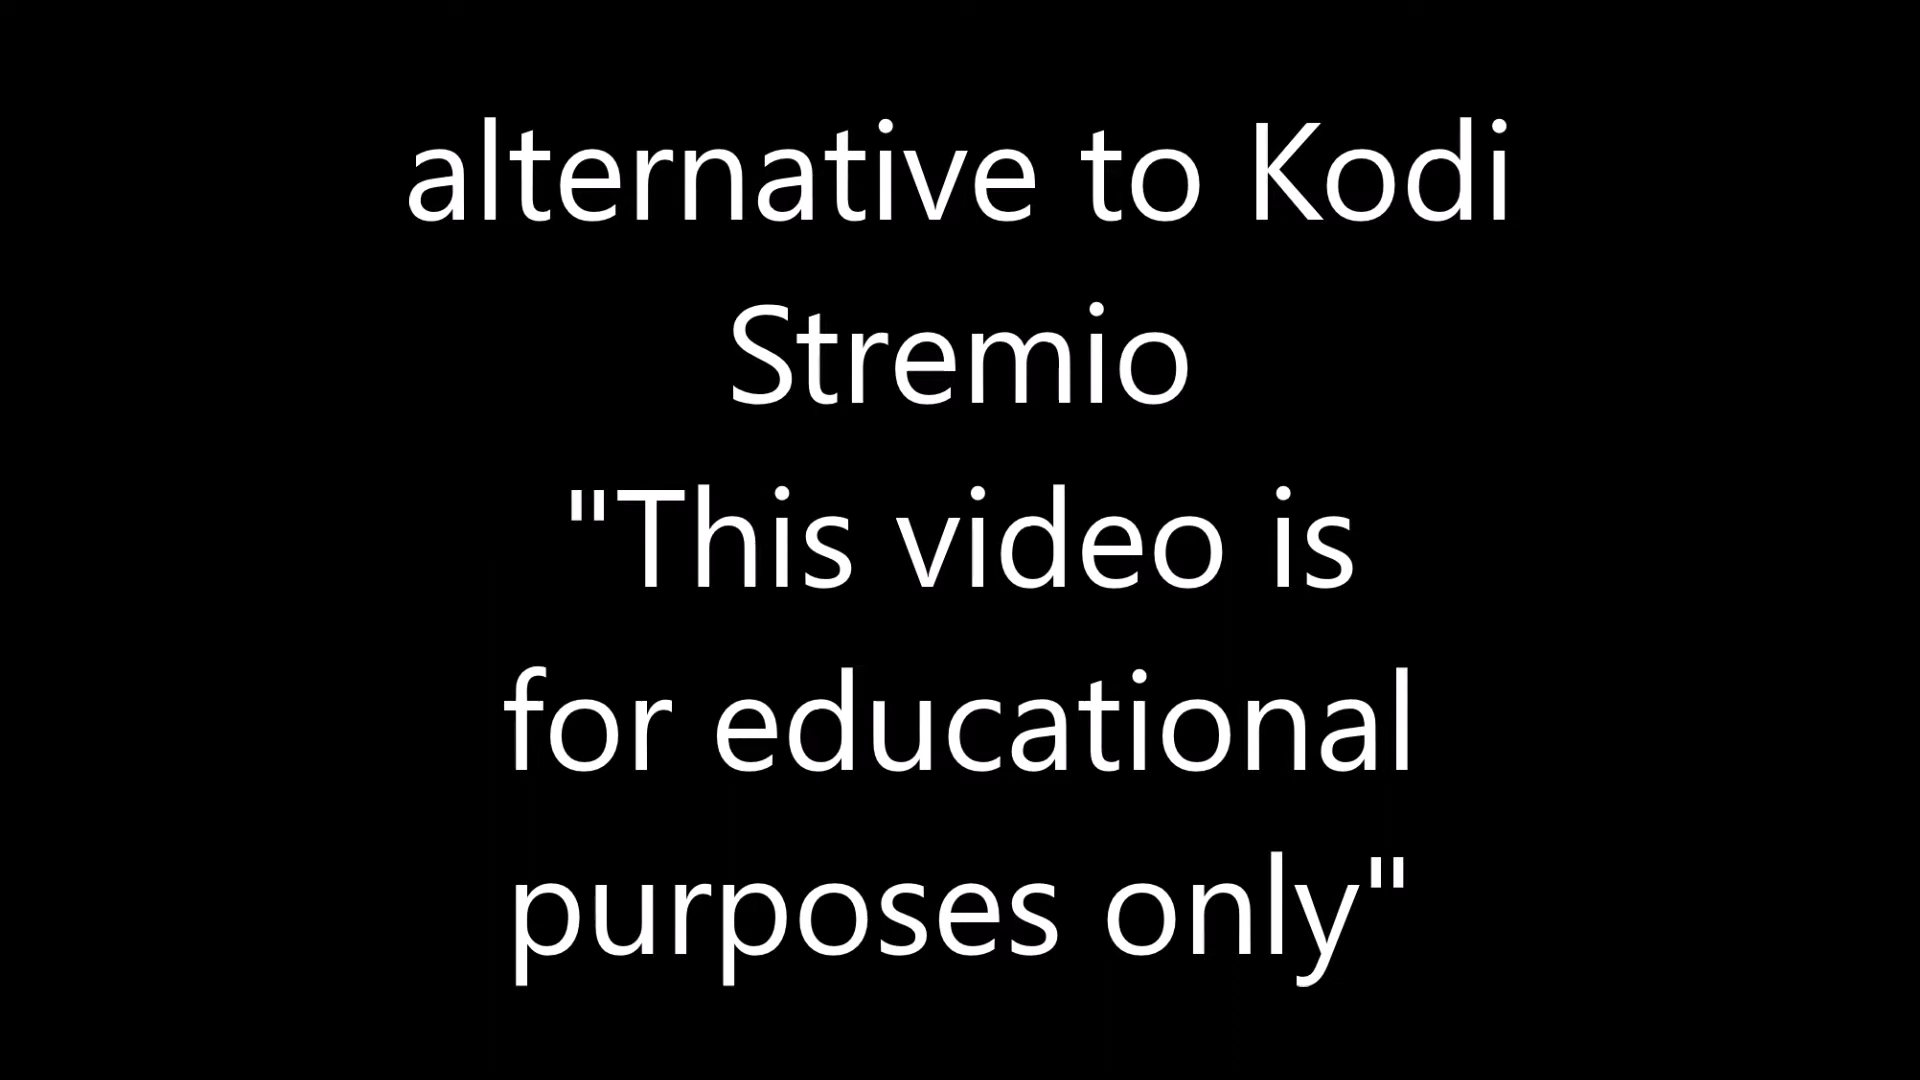 alternative to Kodi
Stremio
"This video is
for educational
purposes only"